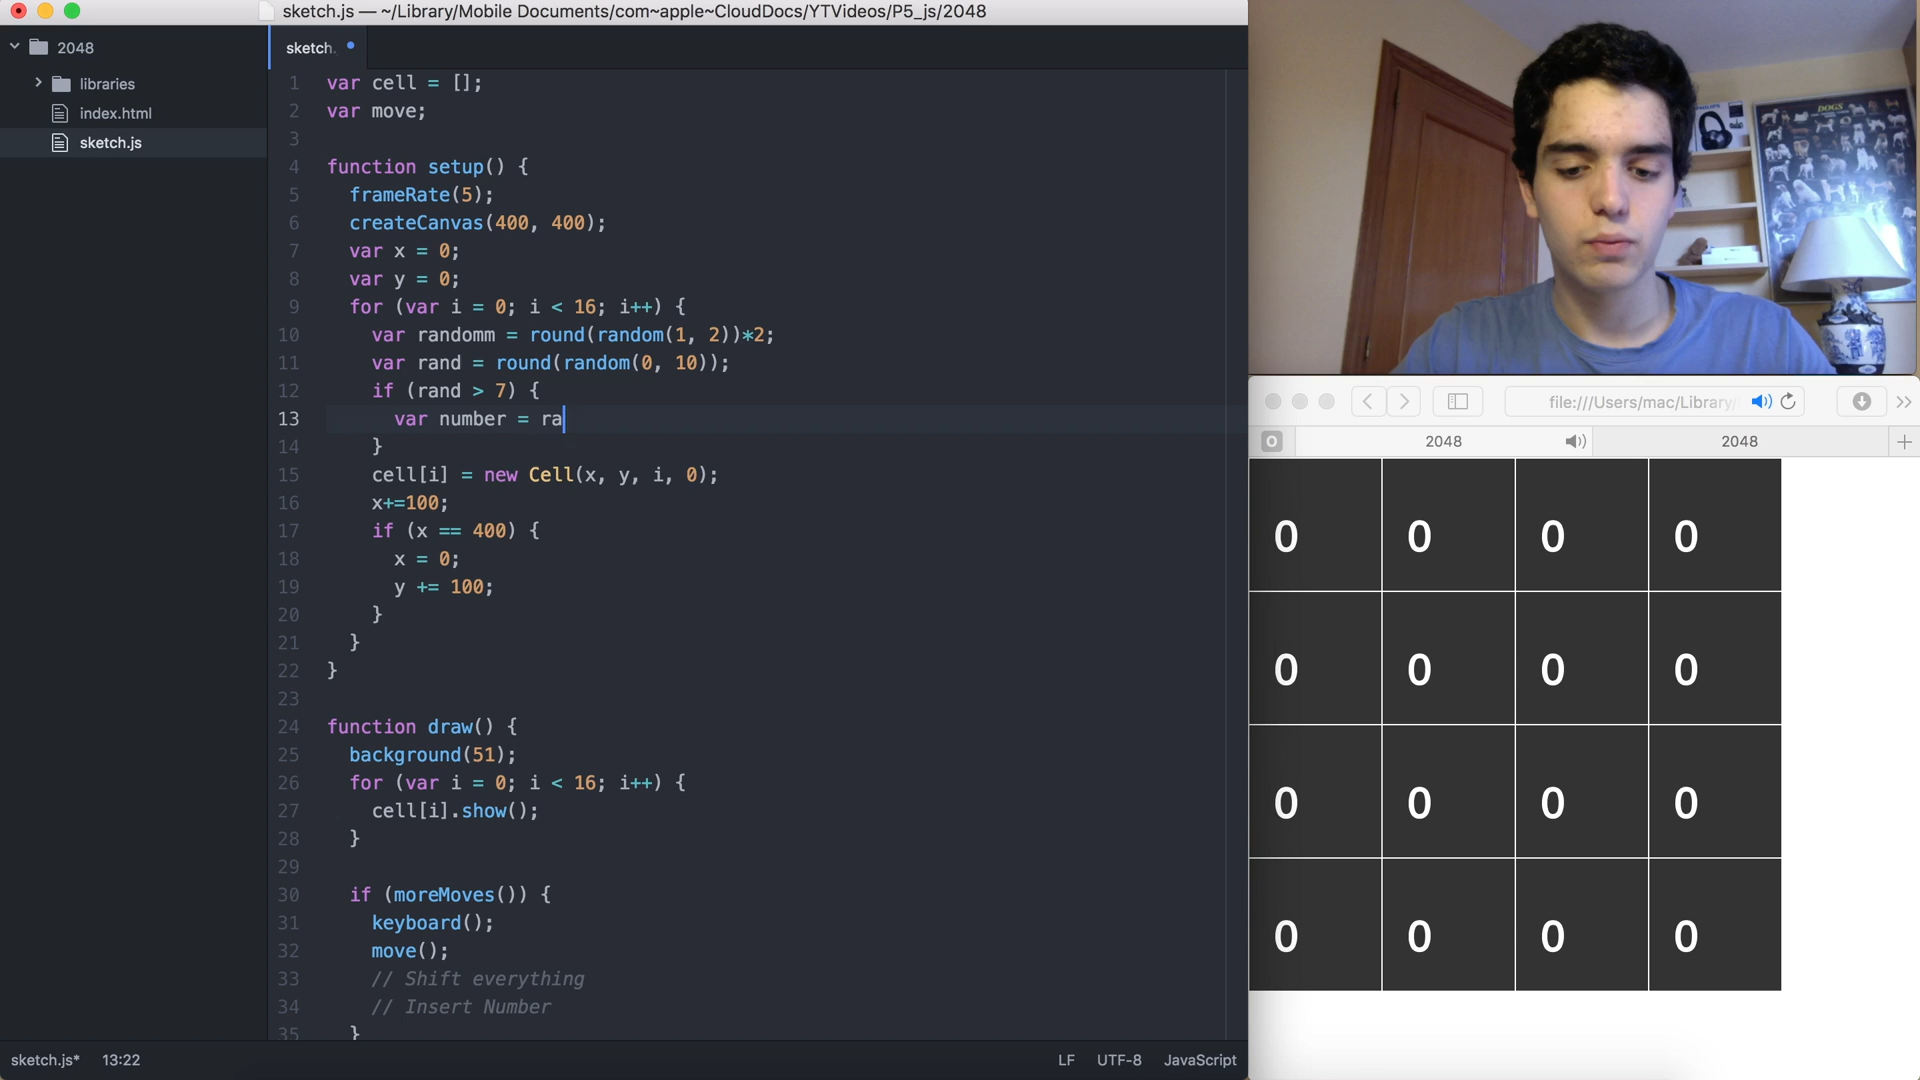 sketch.js — ~/Library/Mobile Documents/com~apple~CloudDocs/YTVideos/P5_js/2048
2048
libraries
index.html
sketch.js
sketch.
1 var cell = [];
2 var move;
3
4 function setup() {
5 frameRate(5);
6 createCanvas(400, 400);
7 var x = 0;
8 var y = 0;
9 for (var i = 0; i < 16; i++) {
10 var randomm = round(random(1, 2))*2;
11 var rand = round(random(0, 10));
12 if (rand > 7) {
13 var number = ra
14 }
15 cell[i] = new Cell(x, y, i, 0);
16 x+=100;
17 if (x == 400) {
18 x = 0;
19 y += 100;
20 }
21 }
22 }
23
24 function draw() {
25 background(51);
26 for (var i = 0; i < 16; i++) {
27 cell[i].show();
28 }
29
30 if (moreMoves()) {
31 keyboard();
32 move();
33 // Shift everything
34 // Insert Number
35 }
sketch.js* 13:22 LF UTF-8 JavaScript
DOGS
PHILIPS
file:///Users/mac/Library/
O 2048 2048
0 0 0 0
0 0 0 0
0 0 0 0
0 0 0 0